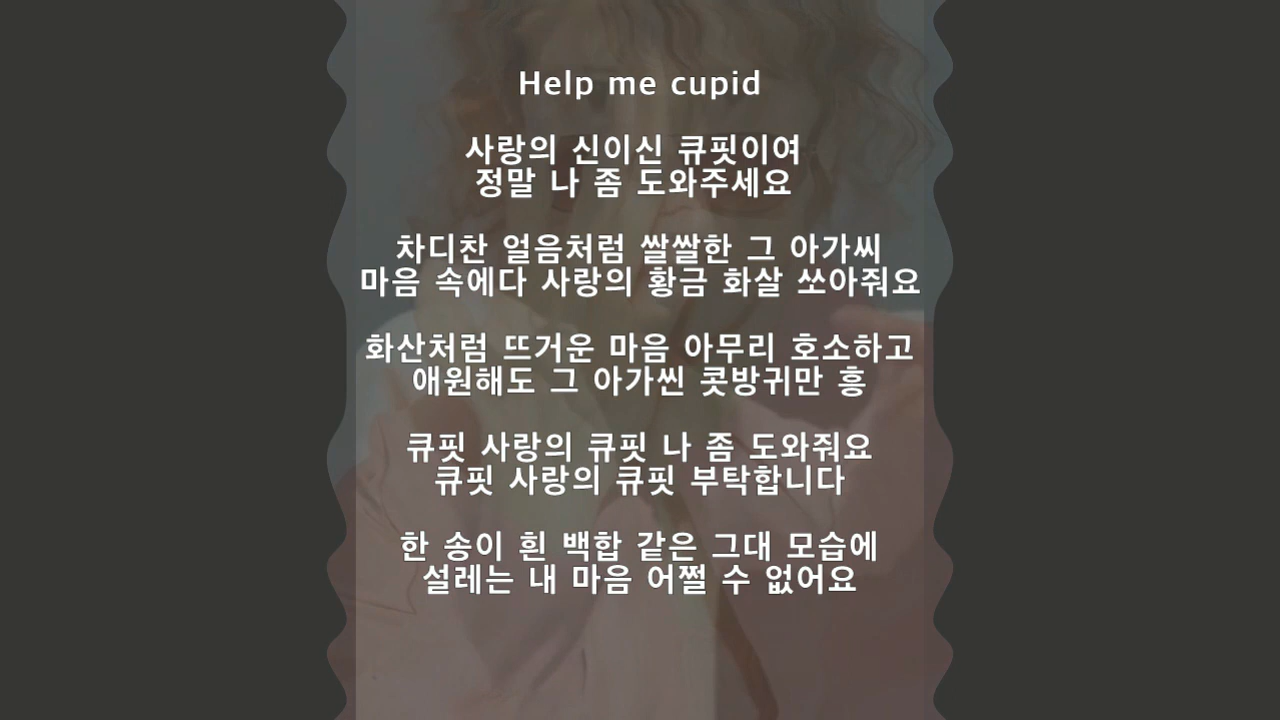 Help me cupid
사랑의 신이신 큐핏이여
정말 나 좀 도와주세요
차디찬 얼음처럼 쌀쌀한 그 아가씨
마음 속에다 사랑의 황금 화살 쏘아줘요
화산처럼 뜨거운 마음 아무리 호소하고
애원해도 그 아가씬 콧방귀만 흥
큐핏 사랑의 큐핏 나 좀 도와줘요
큐핏 사랑의 큐핏 부탁합니다
한 송이 흰 백합 같은 그대 모습에
설레는 내 마음 어쩔 수 없어요